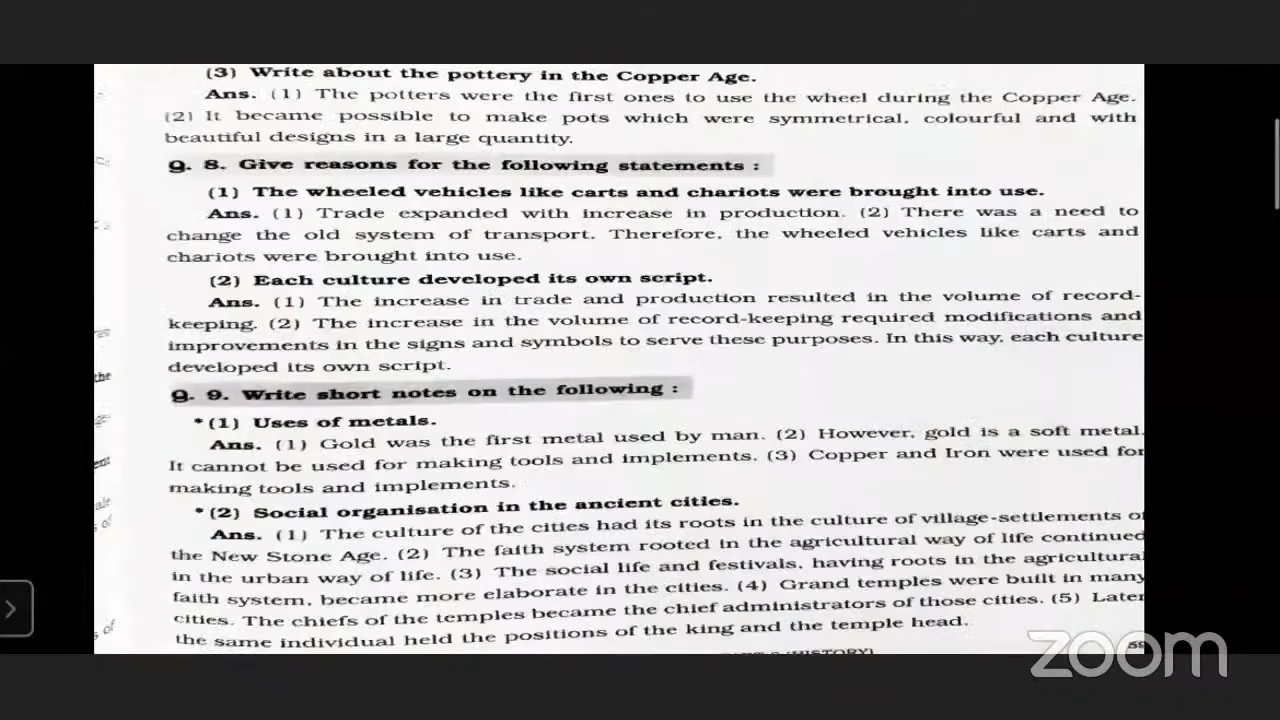 (3) Write about the pottery in the Copper Age.
Ans. (1) The potters were the first ones to use the wheel during the Copper Age.
(2) It became possible to make pots which were symmetrical, colourful and with
beautiful designs in a large quantity.
Q. 8. Give reasons for the following statements :
(1) The wheeled vehicles like carts and chariots were brought into use.
Ans. (1) Trade expanded with increase in production. (2) There was a need to
change the old system of transport. Therefore, the wheeled vehicles like carts and
chariots were brought into use.
(2) Each culture developed its own script.
Ans. (1) The increase in trade and production resulted in the volume of record-
keeping. (2) The increase in the volume of record-keeping required modifications and
improvements in the signs and symbols to serve these purposes. In this way, each culture
developed its own script.
Q. 9. Write short notes on the following :
*(1) Uses of metals.
Ans. (1) Gold was the first metal used by man. (2) However, gold is a soft metal.
It cannot be used for making tools and implements. (3) Copper and Iron were used for
making tools and implements.
*(2) Social organisation in the ancient cities.
Ans. (1) The culture of the cities had its roots in the culture of village-settlements of
the New Stone Age. (2) The faith system rooted in the agricultural way of life continued
in the urban way of life. (3) The social life and festivals, having roots in the agricultural
faith system, became more elaborate in the cities. (4) Grand temples were built in many
cities. The chiefs of the temples became the chief administrators of those cities. (5) Later
the same individual held the positions of the king and the temple head.
(HISTORY)
zoom